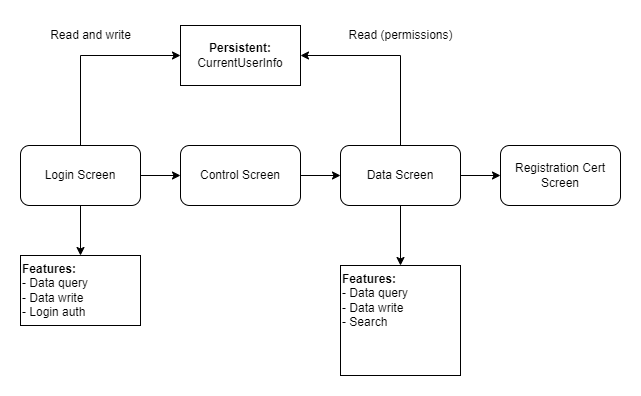 Read and write
Persistent:
CurrentUserInfo
Read (permissions)
Login Screen
Control Screen
Data Screen
Registration Cert
Screen
Features:
- Data query
- Data write
- Login auth
Features:
- Data query
- Data write
- Search